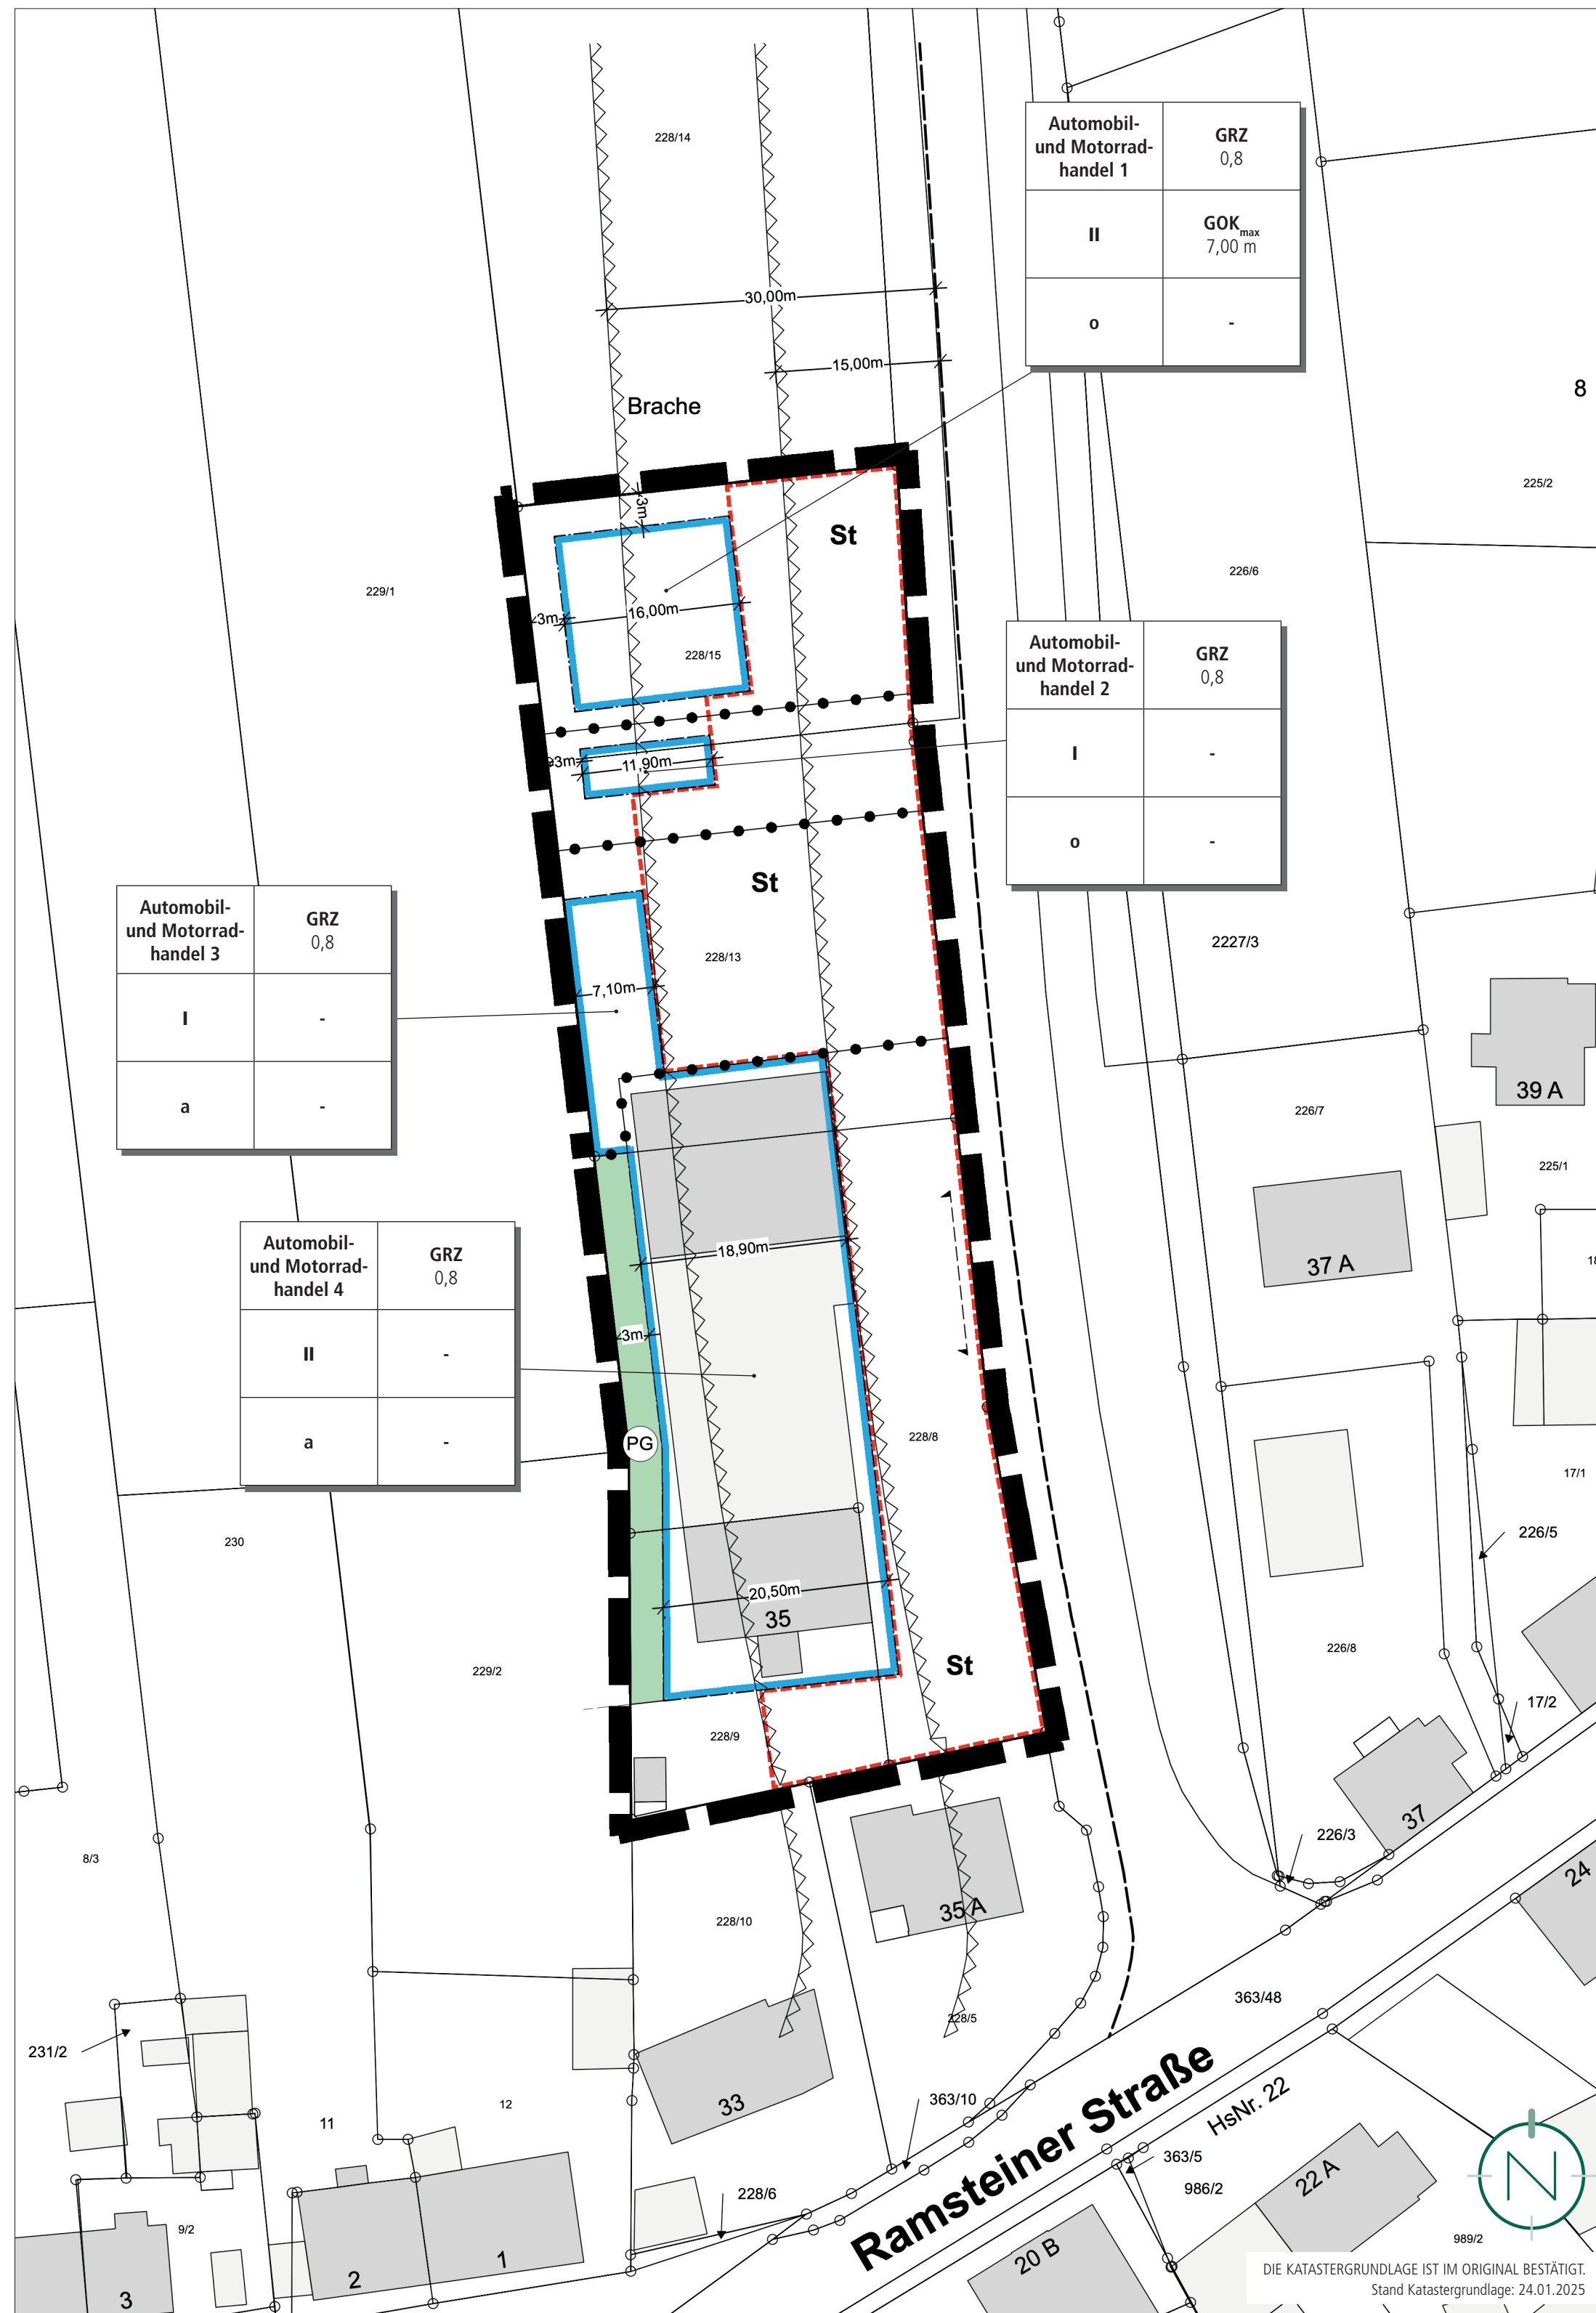 228/14
Automobil-
und Motorrad-
handel 1
GRZ
0,8
II
GOKmax
7,00 m
o
-
30,00m
15,00m
Brache
8
225/2
3m
St
226/6
229/1
3m
16,00m
228/15
Automobil-
und Motorrad-
handel 2
GRZ
0,8
I
-
o
-
3m
11,90m
St
Automobil-
und Motorrad-
handel 3
GRZ
0,8
I
-
a
-
228/13
2227/3
7,10m
39 A
226/7
225/1
37 A
18,90m
Automobil-
und Motorrad-
handel 4
GRZ
0,8
II
-
a
-
3m
PG
228/8
17/1
226/5
230
20,50m
35
226/8
229/2
St
17/2
228/9
37
226/3
8/3
24
35 A
228/10
363/48
228/5
231/2
33
363/10
12
11
Ramsteiner Straße
HsNr. 22
363/5
986/2
22 A
228/6
9/2
1
2
3
20 B
989/2
N
DIE KATASTERGRUNDLAGE IST IM ORIGINAL BESTÄTIGT.
Stand Katastergrundlage: 24.01.2025